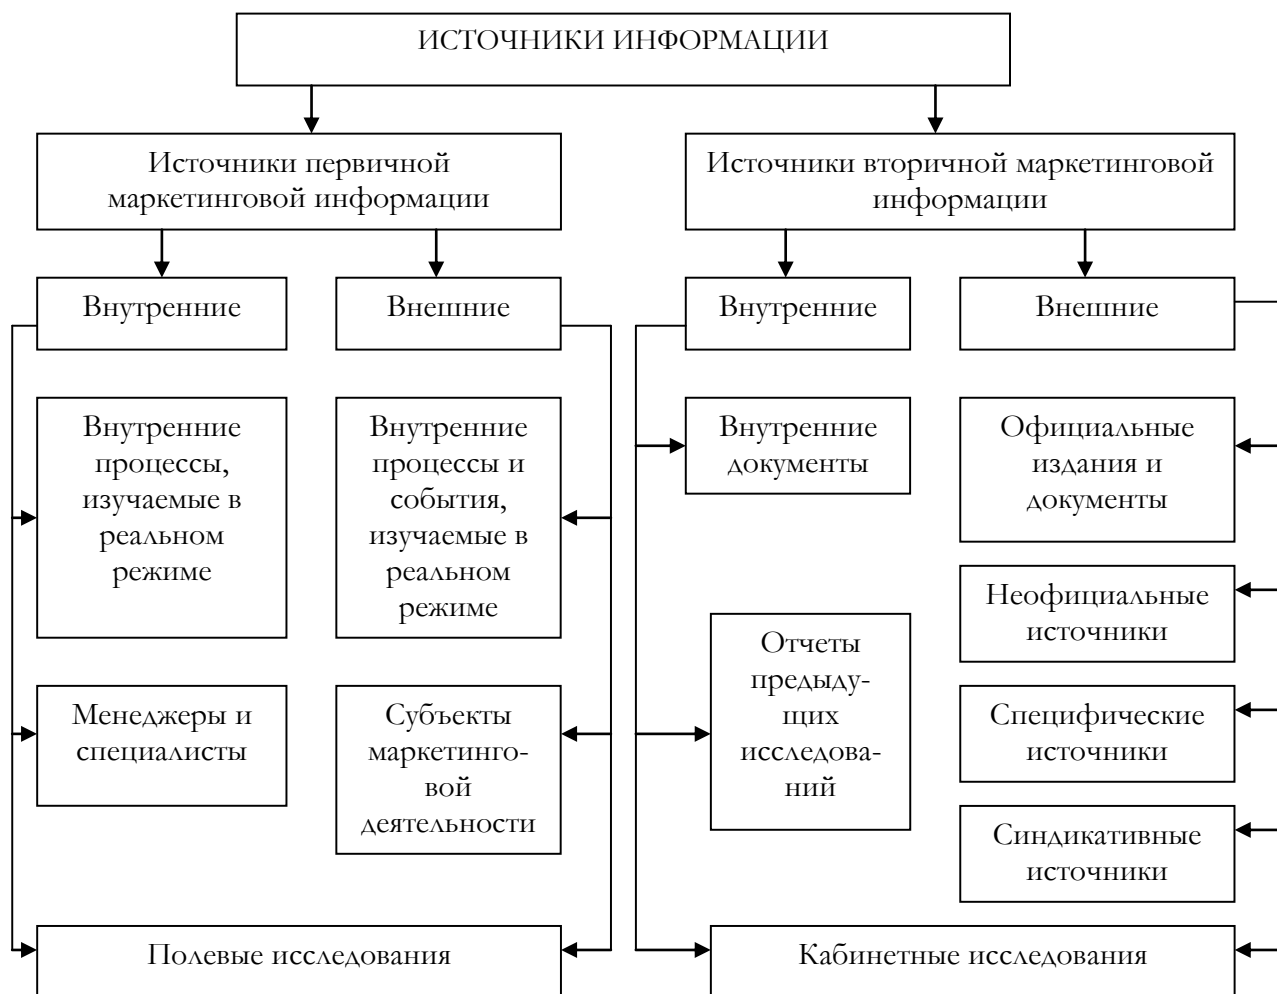 ИСТОЧНИКИ ИНФОРМАЦИИ
Источники первичной
маркетинговой информации
Источники вторичной маркетинговой
информации
Внутренние
Внешние
Внутренние
Внешние
Внутренние
процессы,
изучаемые в
реальном
режиме
Внутренние
процессы и
события,
изучаемые в
реальном
режиме
Внутренние
документы
Официальные
издания и
документы
Неофициальные
источники
Отчеты
предыду-
щих
исследова-
ний
Менеджеры и
специалисты
Субъекты
маркетинго-
вой
деятельности
Специфические
источники
Синдикативные
источники
Полевые исследования
Кабинетные исследования